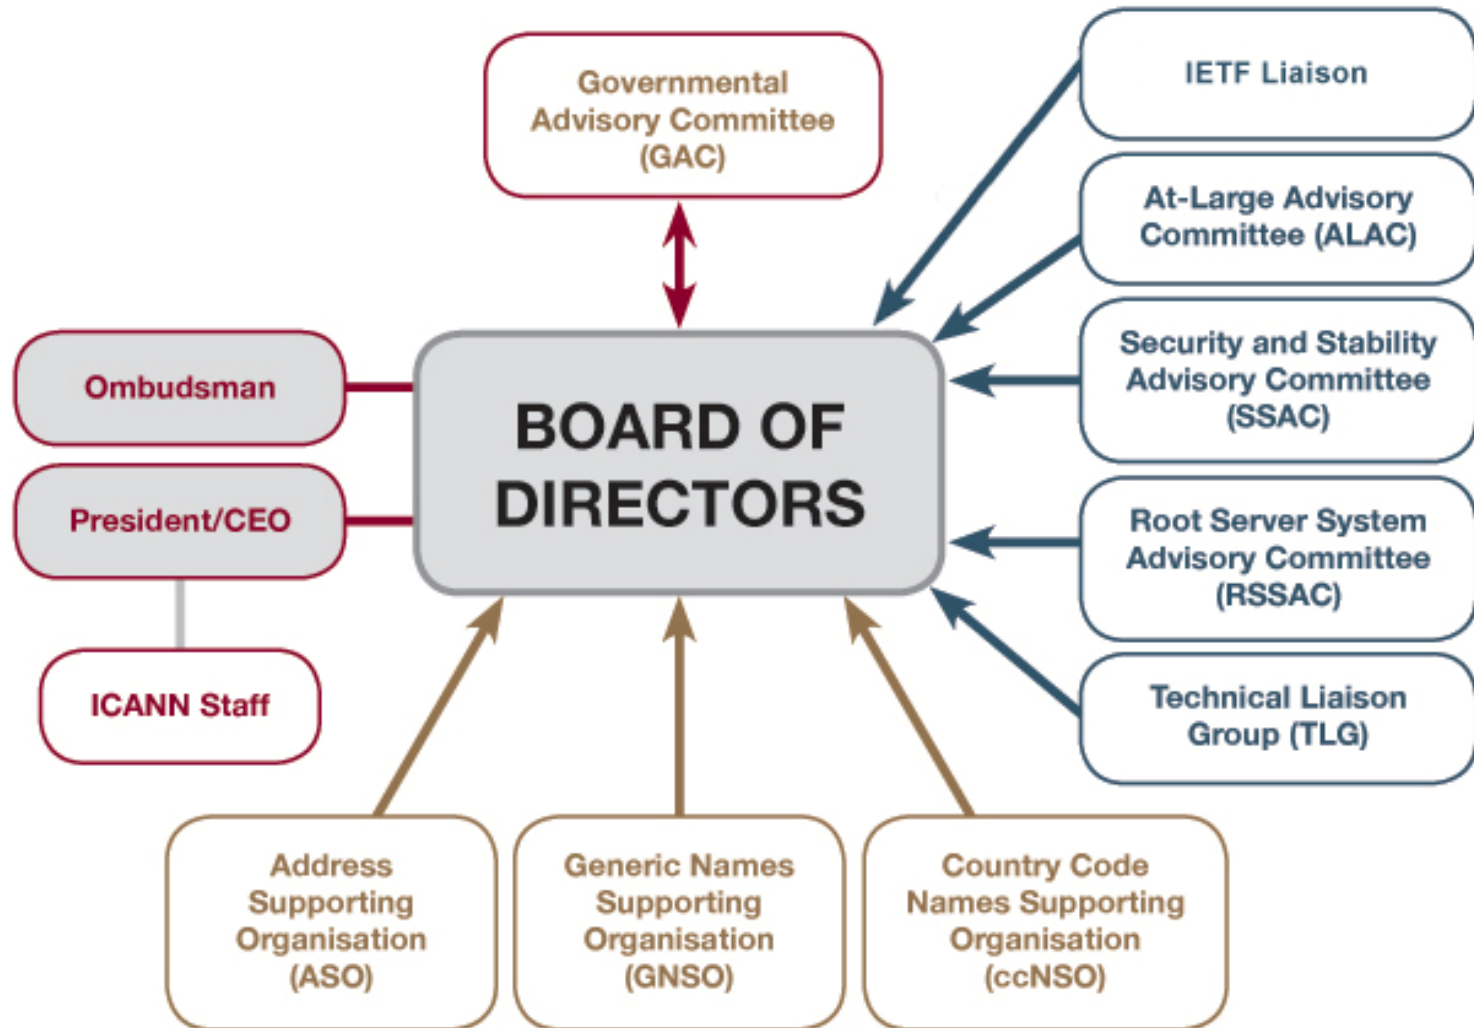 Governmental
Advisory Committee
(GAC)
IETF Liaison
At-Large Advisory
Committee (ALAC)
Security and Stability
Advisory Committee
(SSAC)
Root Server System
Advisory Committee
(RSSAC)
Technical Liaison
Group (TLG)
Ombudsman
President/CEO
ICANN Staff
BOARD OF
DIRECTORS
Address
Supporting
Organisation
(ASO)
Generic Names
Supporting
Organisation
(GNSO)
Country Code
Names Supporting
Organisation
(ccNSO)